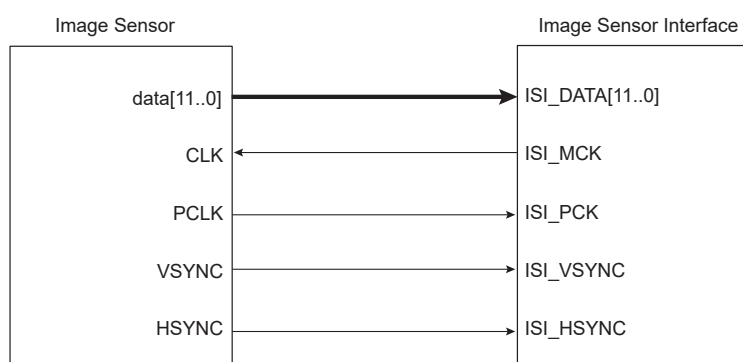 Image Sensor
Image Sensor Interface
data[11..0]
ISI_DATA[11..0]
CLK
ISI_MCK
PCLK
ISI_PCK
VSYNC
ISI_VSYNC
HSYNC
ISI_HSYNC